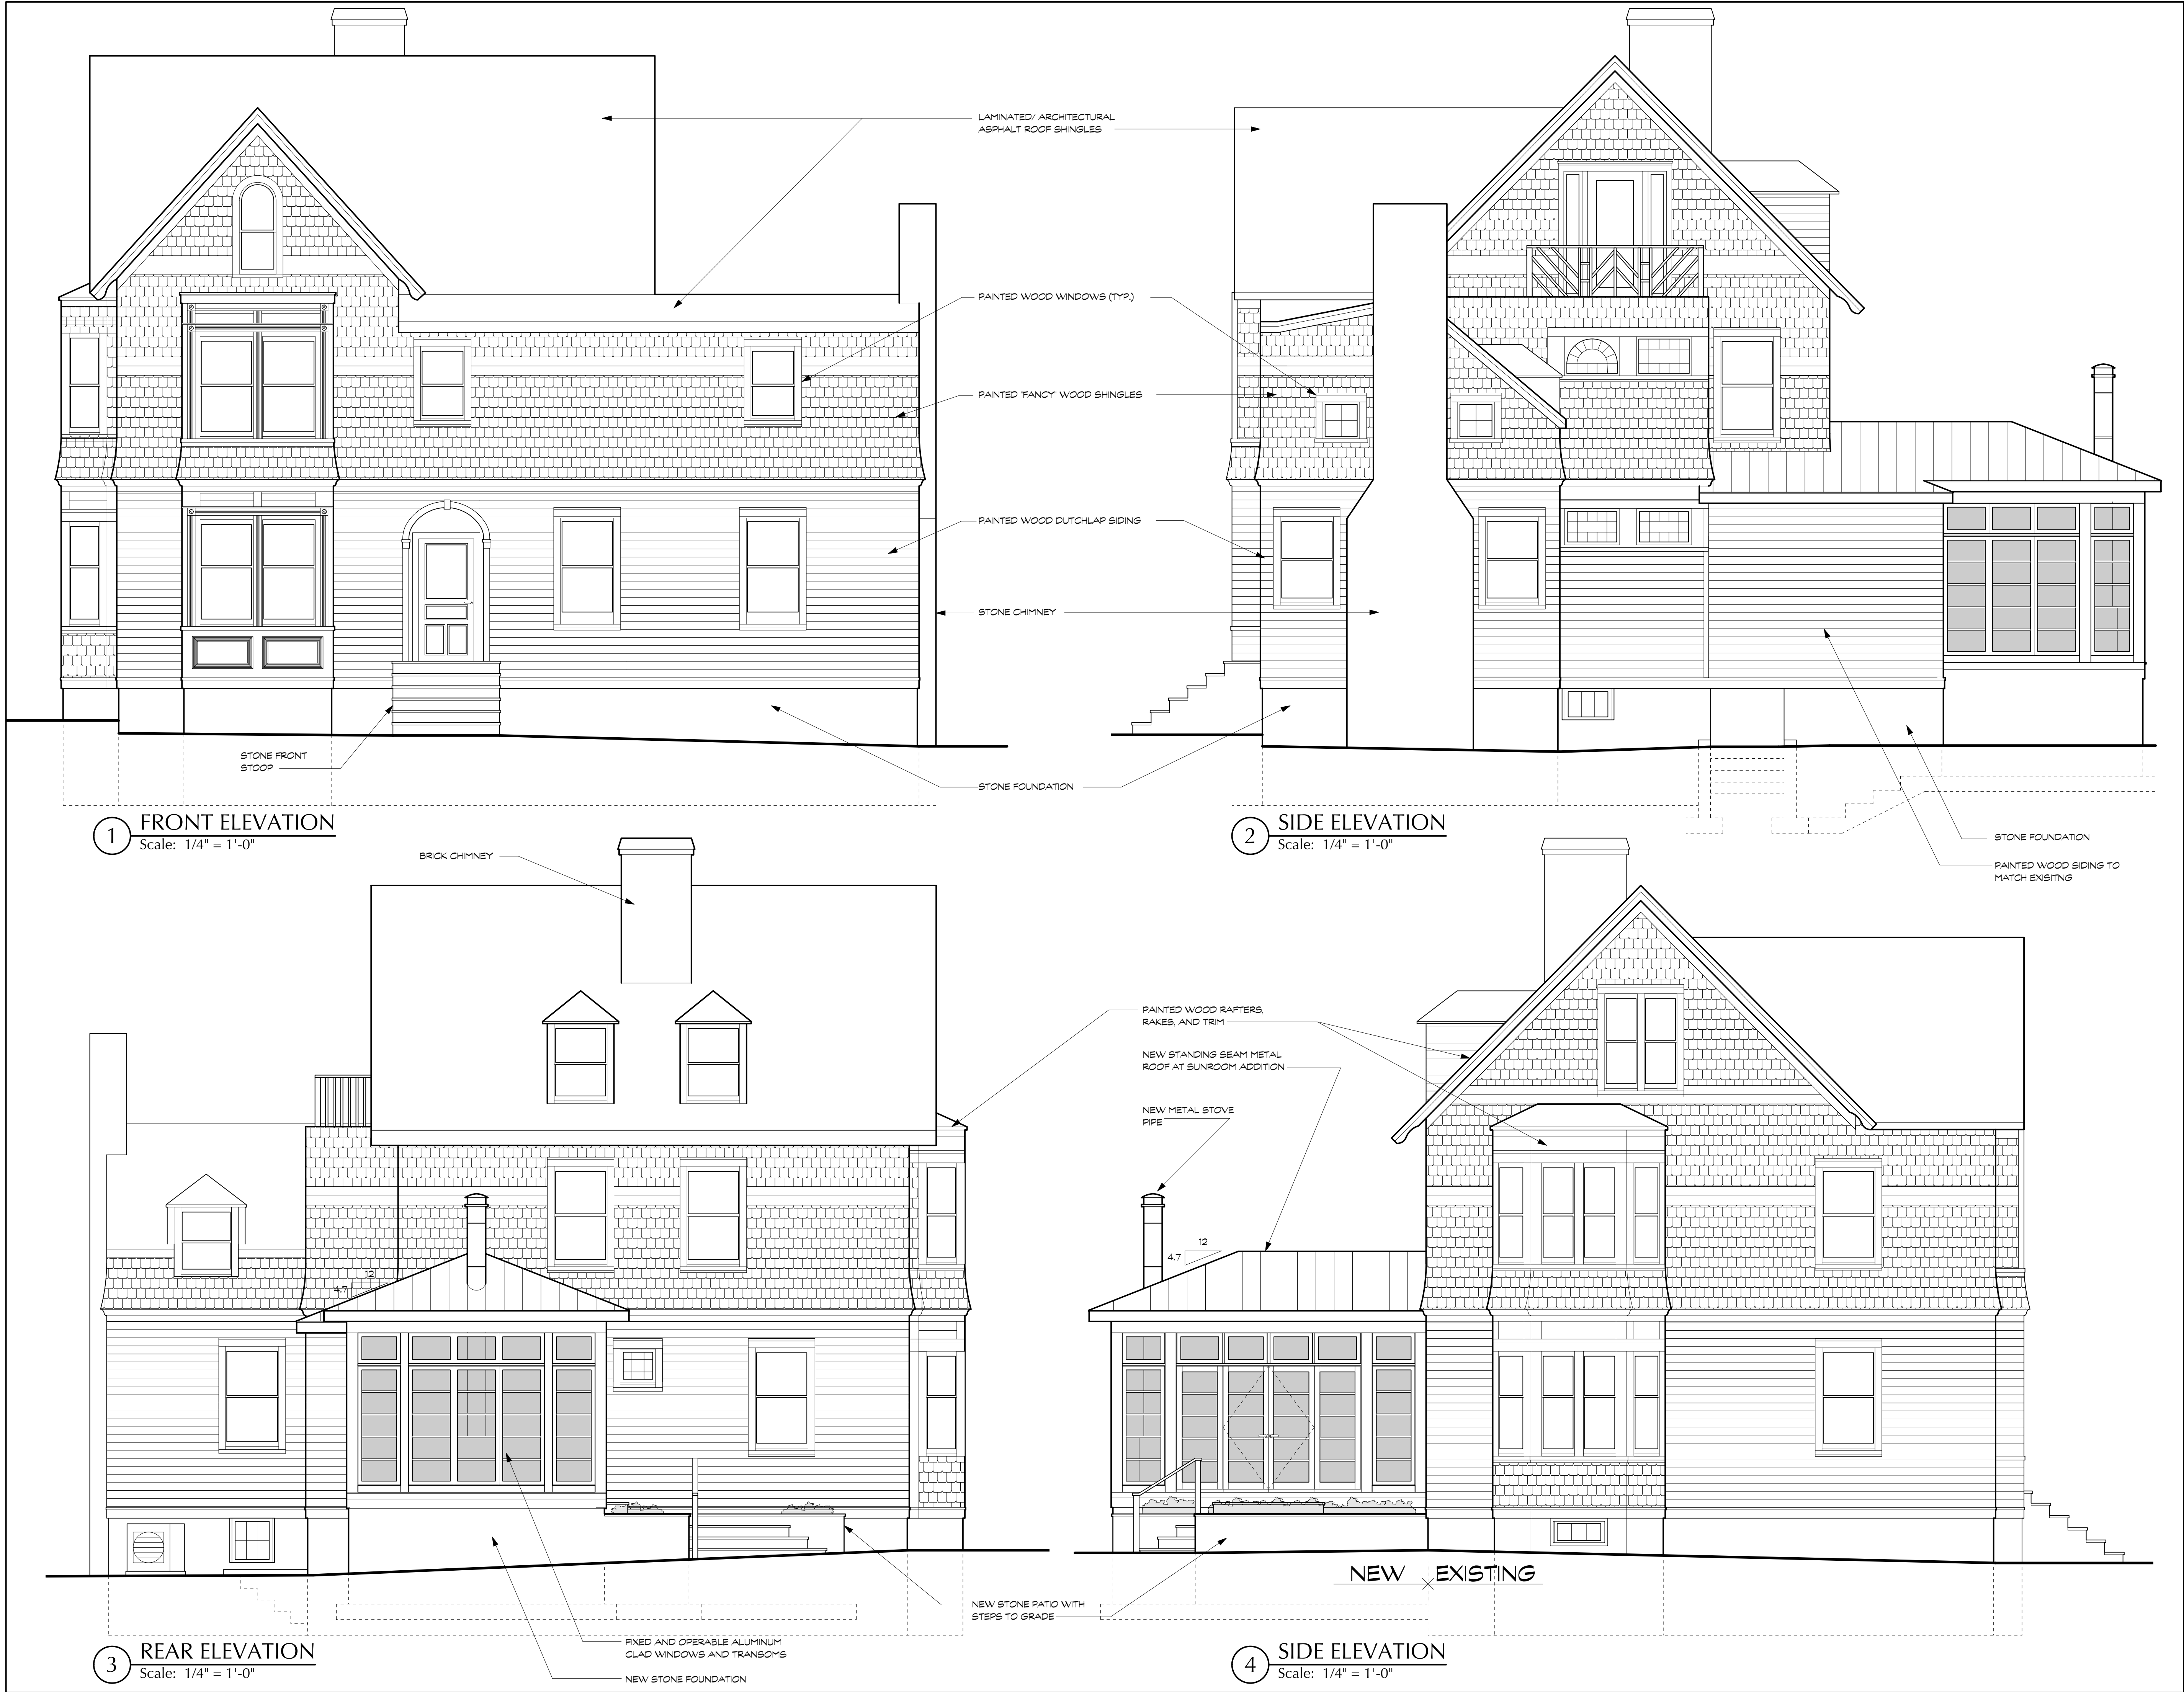 LAMINATED/ ARCHITECTURAL
ASPHALT ROOF SHINGLES
PAINTED WOOD WINDOWS (TYP.)
PAINTED 'FANCY' WOOD SHINGLES
PAINTED WOOD DUTCHLAP SIDING
STONE CHIMNEY
STONE FRONT
STOOP
STONE FOUNDATION
1
FRONT ELEVATION
Scale: 1/4" = 1'-0"
2
SIDE ELEVATION
Scale: 1/4" = 1'-0"
STONE FOUNDATION
PAINTED WOOD SIDING TO
MATCH EXISITNG
BRICK CHIMNEY
PAINTED WOOD RAFTERS,
RAKES, AND TRIM
NEW STANDING SEAM METAL
ROOF AT SUNROOM ADDITION
NEW METAL STOVE
PIPE
12
4.7
12
4.7
NEW EXISTING
NEW STONE PATIO WITH
STEPS TO GRADE
FIXED AND OPERABLE ALUMINUM
CLAD WINDOWS AND TRANSOMS
NEW STONE FOUNDATION
3
REAR ELEVATION
Scale: 1/4" = 1'-0"
4
SIDE ELEVATION
Scale: 1/4" = 1'-0"